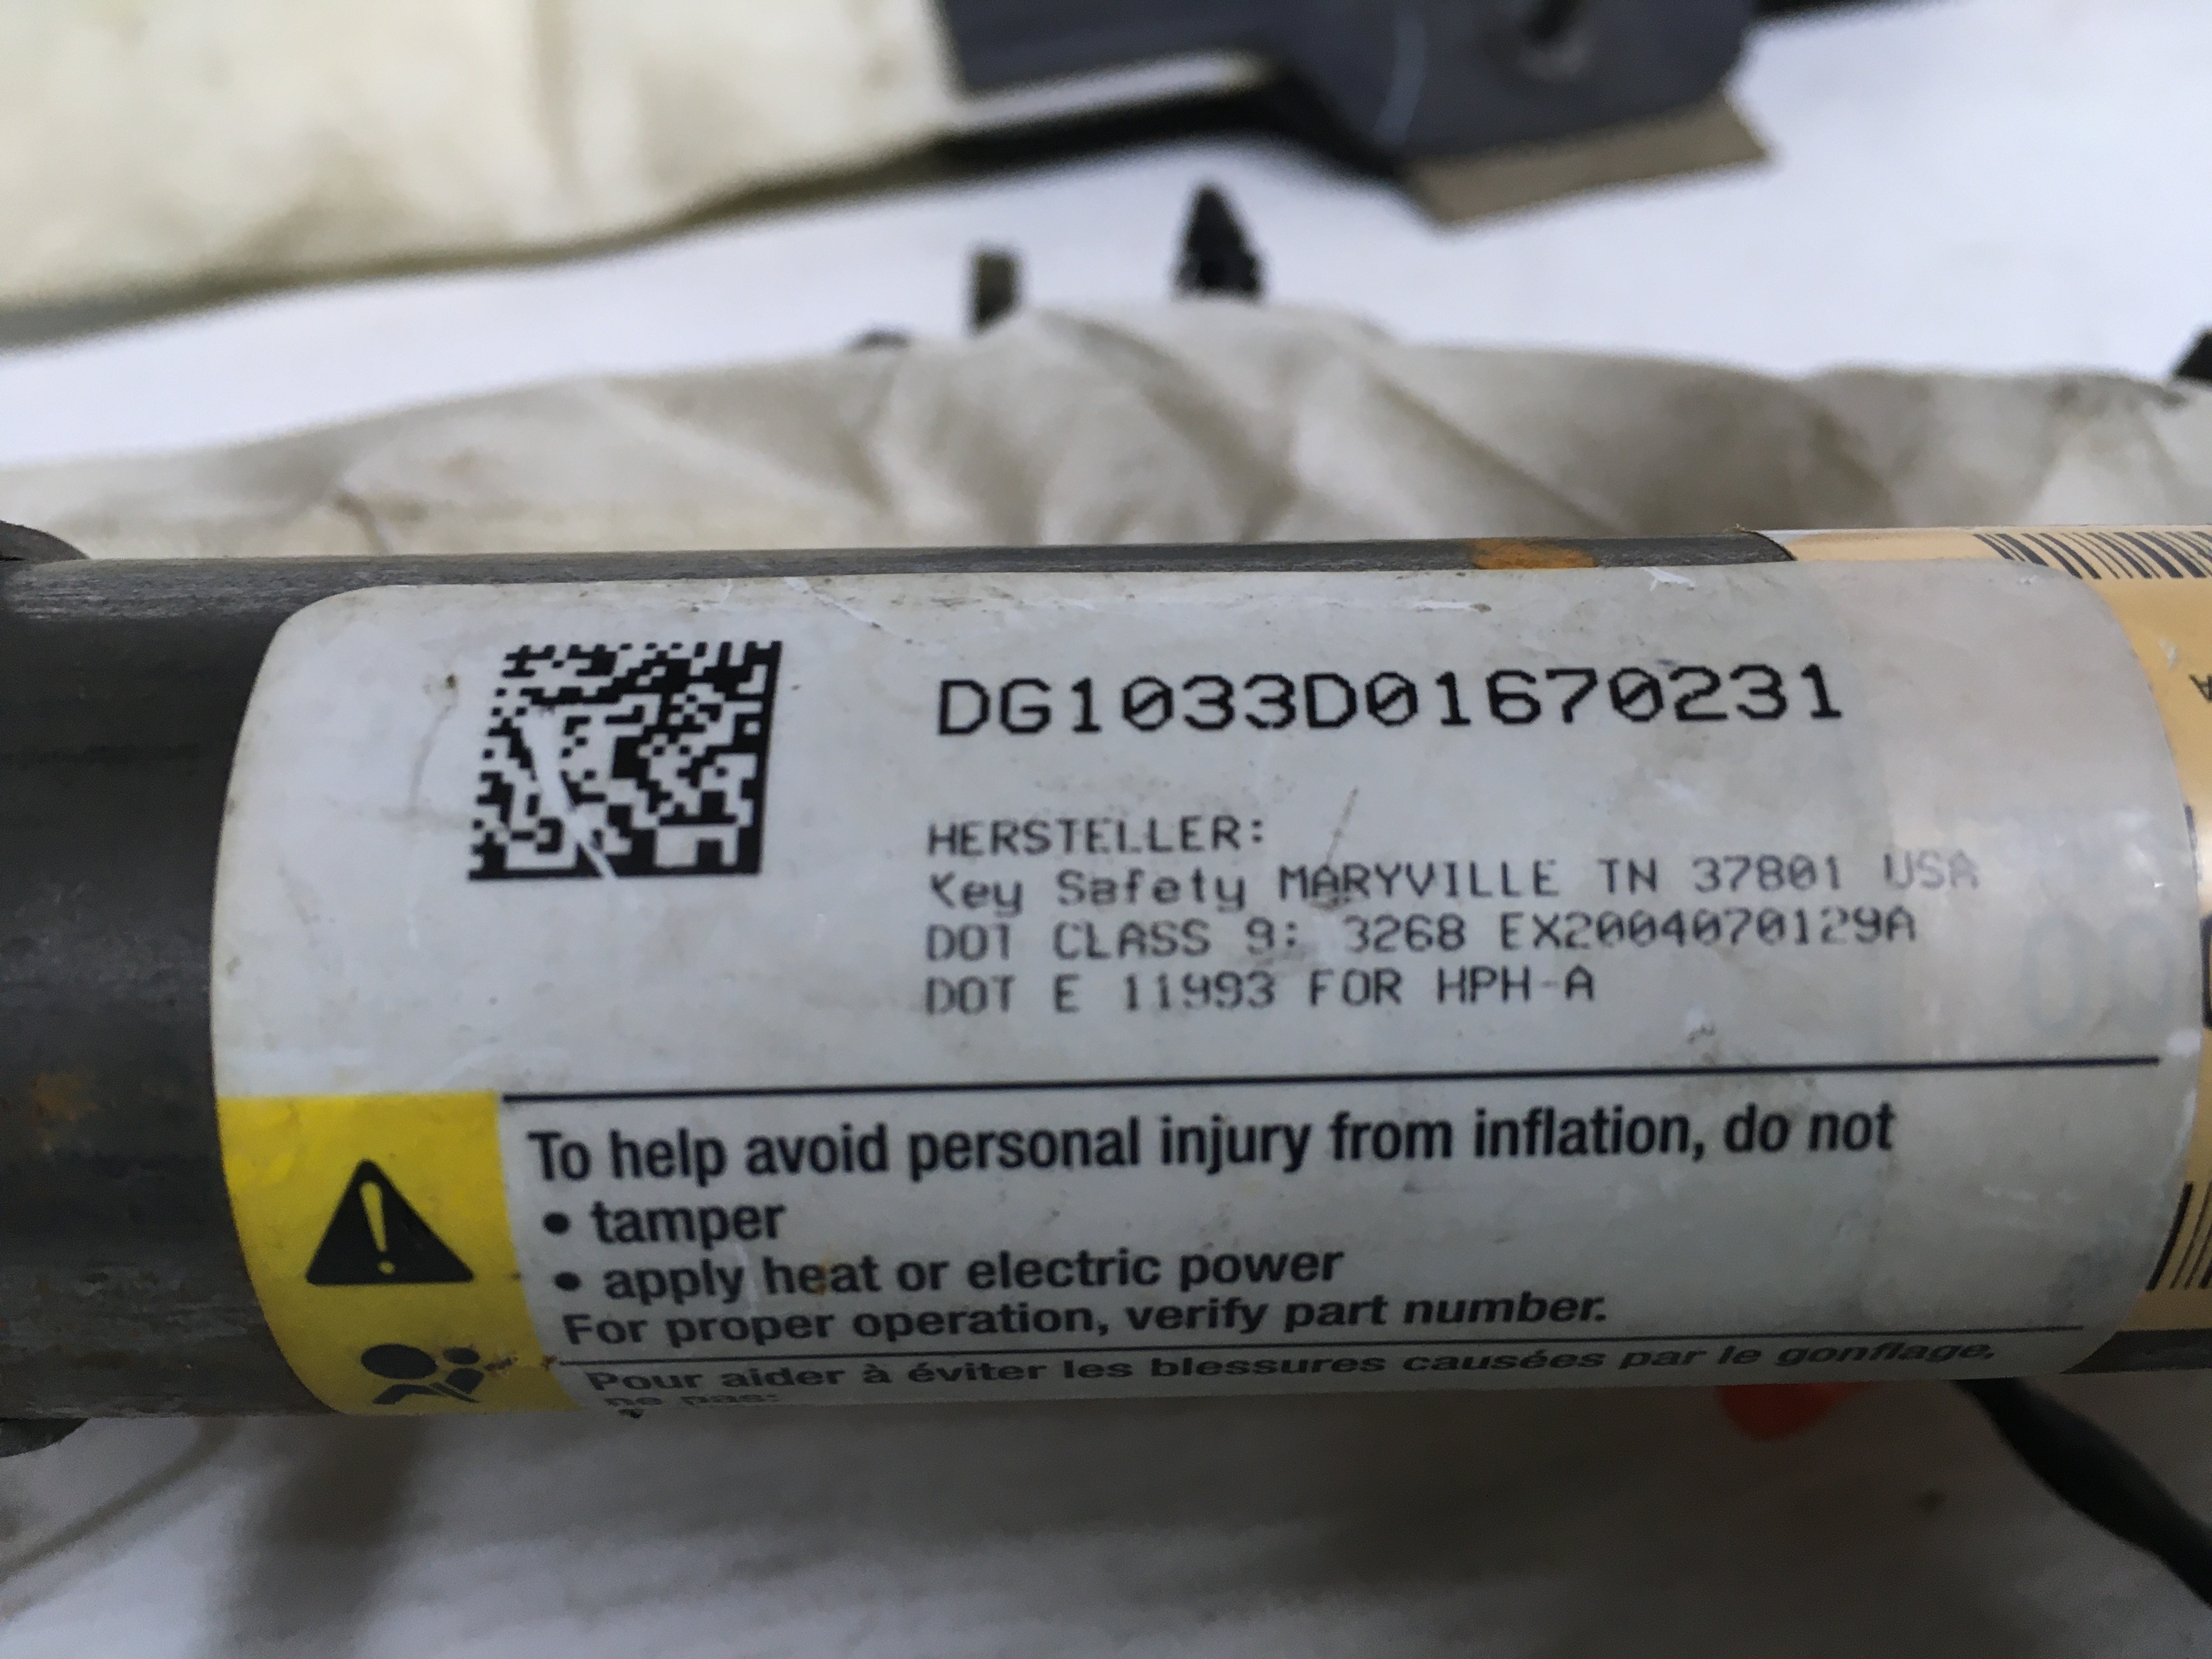 DG1033D01670231
HERSTELLER:
Key Safety MARYVILLE TN 37801 USA
DOT CLASS 9: 3268 EX2004070129A
DOT E 11993 FOR HPH-A
To help avoid personal injury from inflation, do not
• tamper
• apply heat or electric power
For proper operation, verify part number.
Pour aider à éviter les blessures causées par le gonflage,
ne pas: